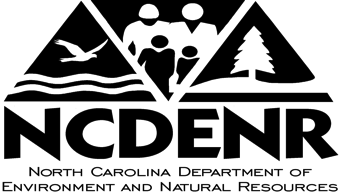 NCDENR
North Carolina Department of
Environment and Natural Resources